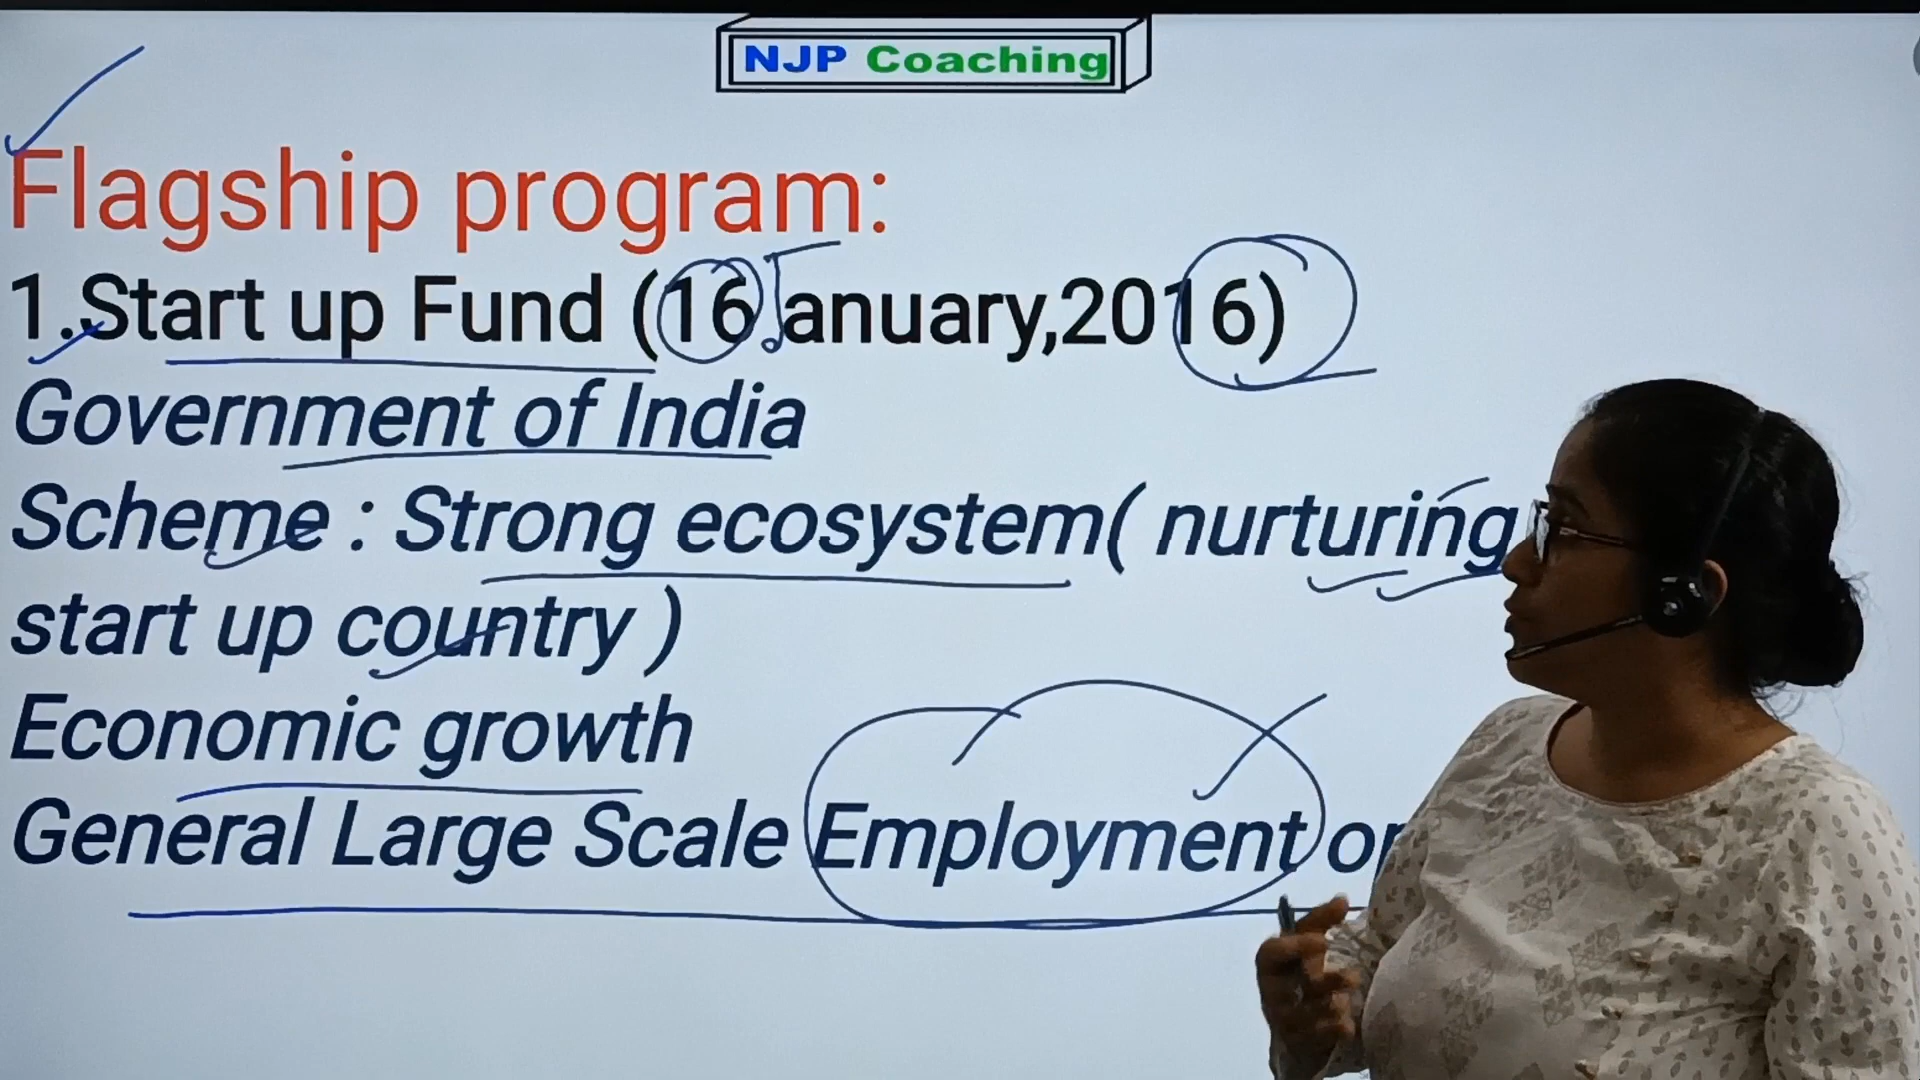 NJP Coaching
Flagship program:
1.Start up Fund (16 January,2016)
Government of India
Scheme : Strong ecosystem( nurturing
start up country )
Economic growth
General Large Scale Employment